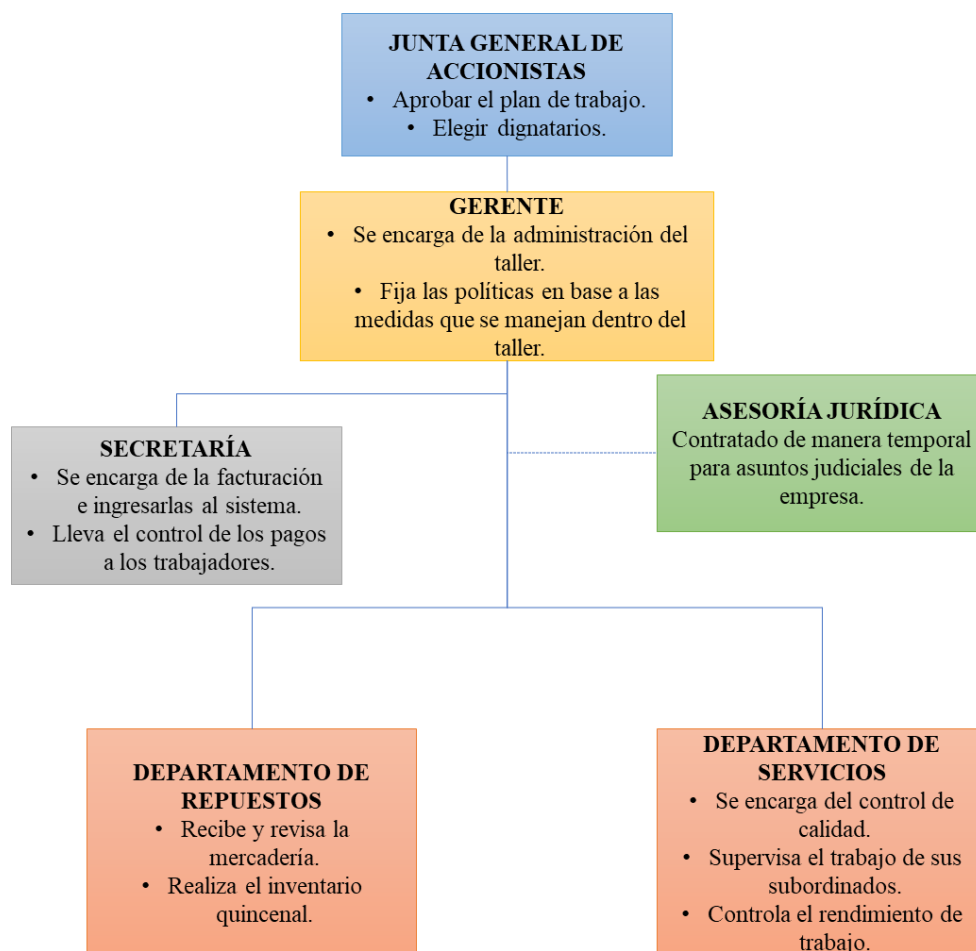 JUNTA GENERAL DE
ACCIONISTAS
• Aprobar el plan de trabajo.
• Elegir dignatarios.
GERENTE
• Se encarga de la administración del
taller.
• Fija las políticas en base a las
medidas que se manejan dentro del
taller.
SECRETARÍA
• Se encarga de la facturación
e ingresarlas al sistema.
• Lleva el control de los pagos
a los trabajadores.
ASESORÍA JURÍDICA
Contratado de manera temporal
para asuntos judiciales de la
empresa.
DEPARTAMENTO DE
REPUESTOS
• Recibe y revisa la
mercadería.
• Realiza el inventario
quincenal.
DEPARTAMENTO DE
SERVICIOS
• Se encarga del control de
calidad.
• Supervisa el trabajo de sus
subordinados.
• Controla el rendimiento de
trabajo.